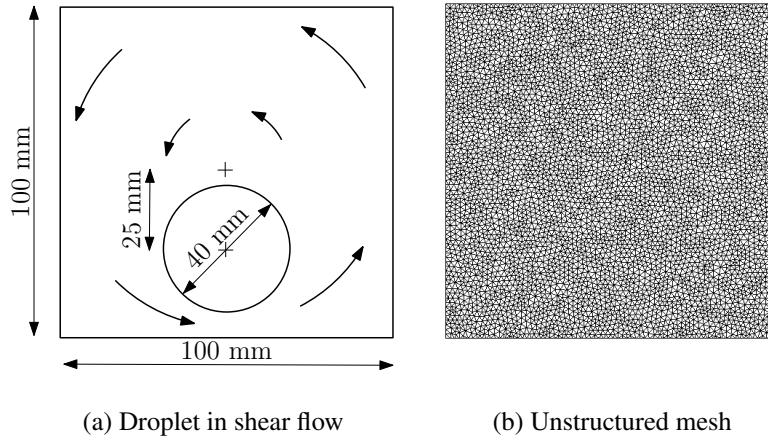 100 mm
25 mm
40 mm
100 mm
(a) Droplet in shear flow
(b) Unstructured mesh